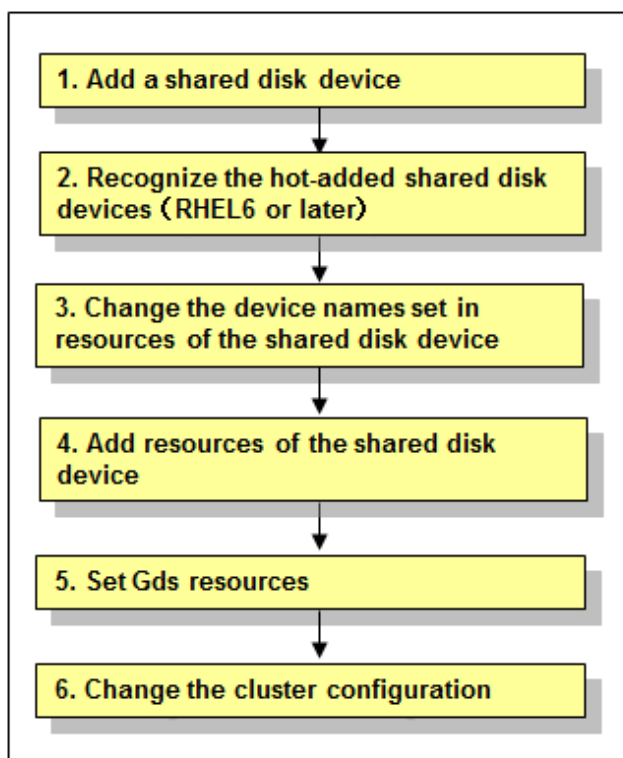 1. Add a shared disk device
2. Recognize the hot-added shared disk
devices（RHEL6 or later）
3. Change the device names set in
resources of the shared disk device
4. Add resources of the shared disk
device
5. Set Gds resources
6. Change the cluster configuration